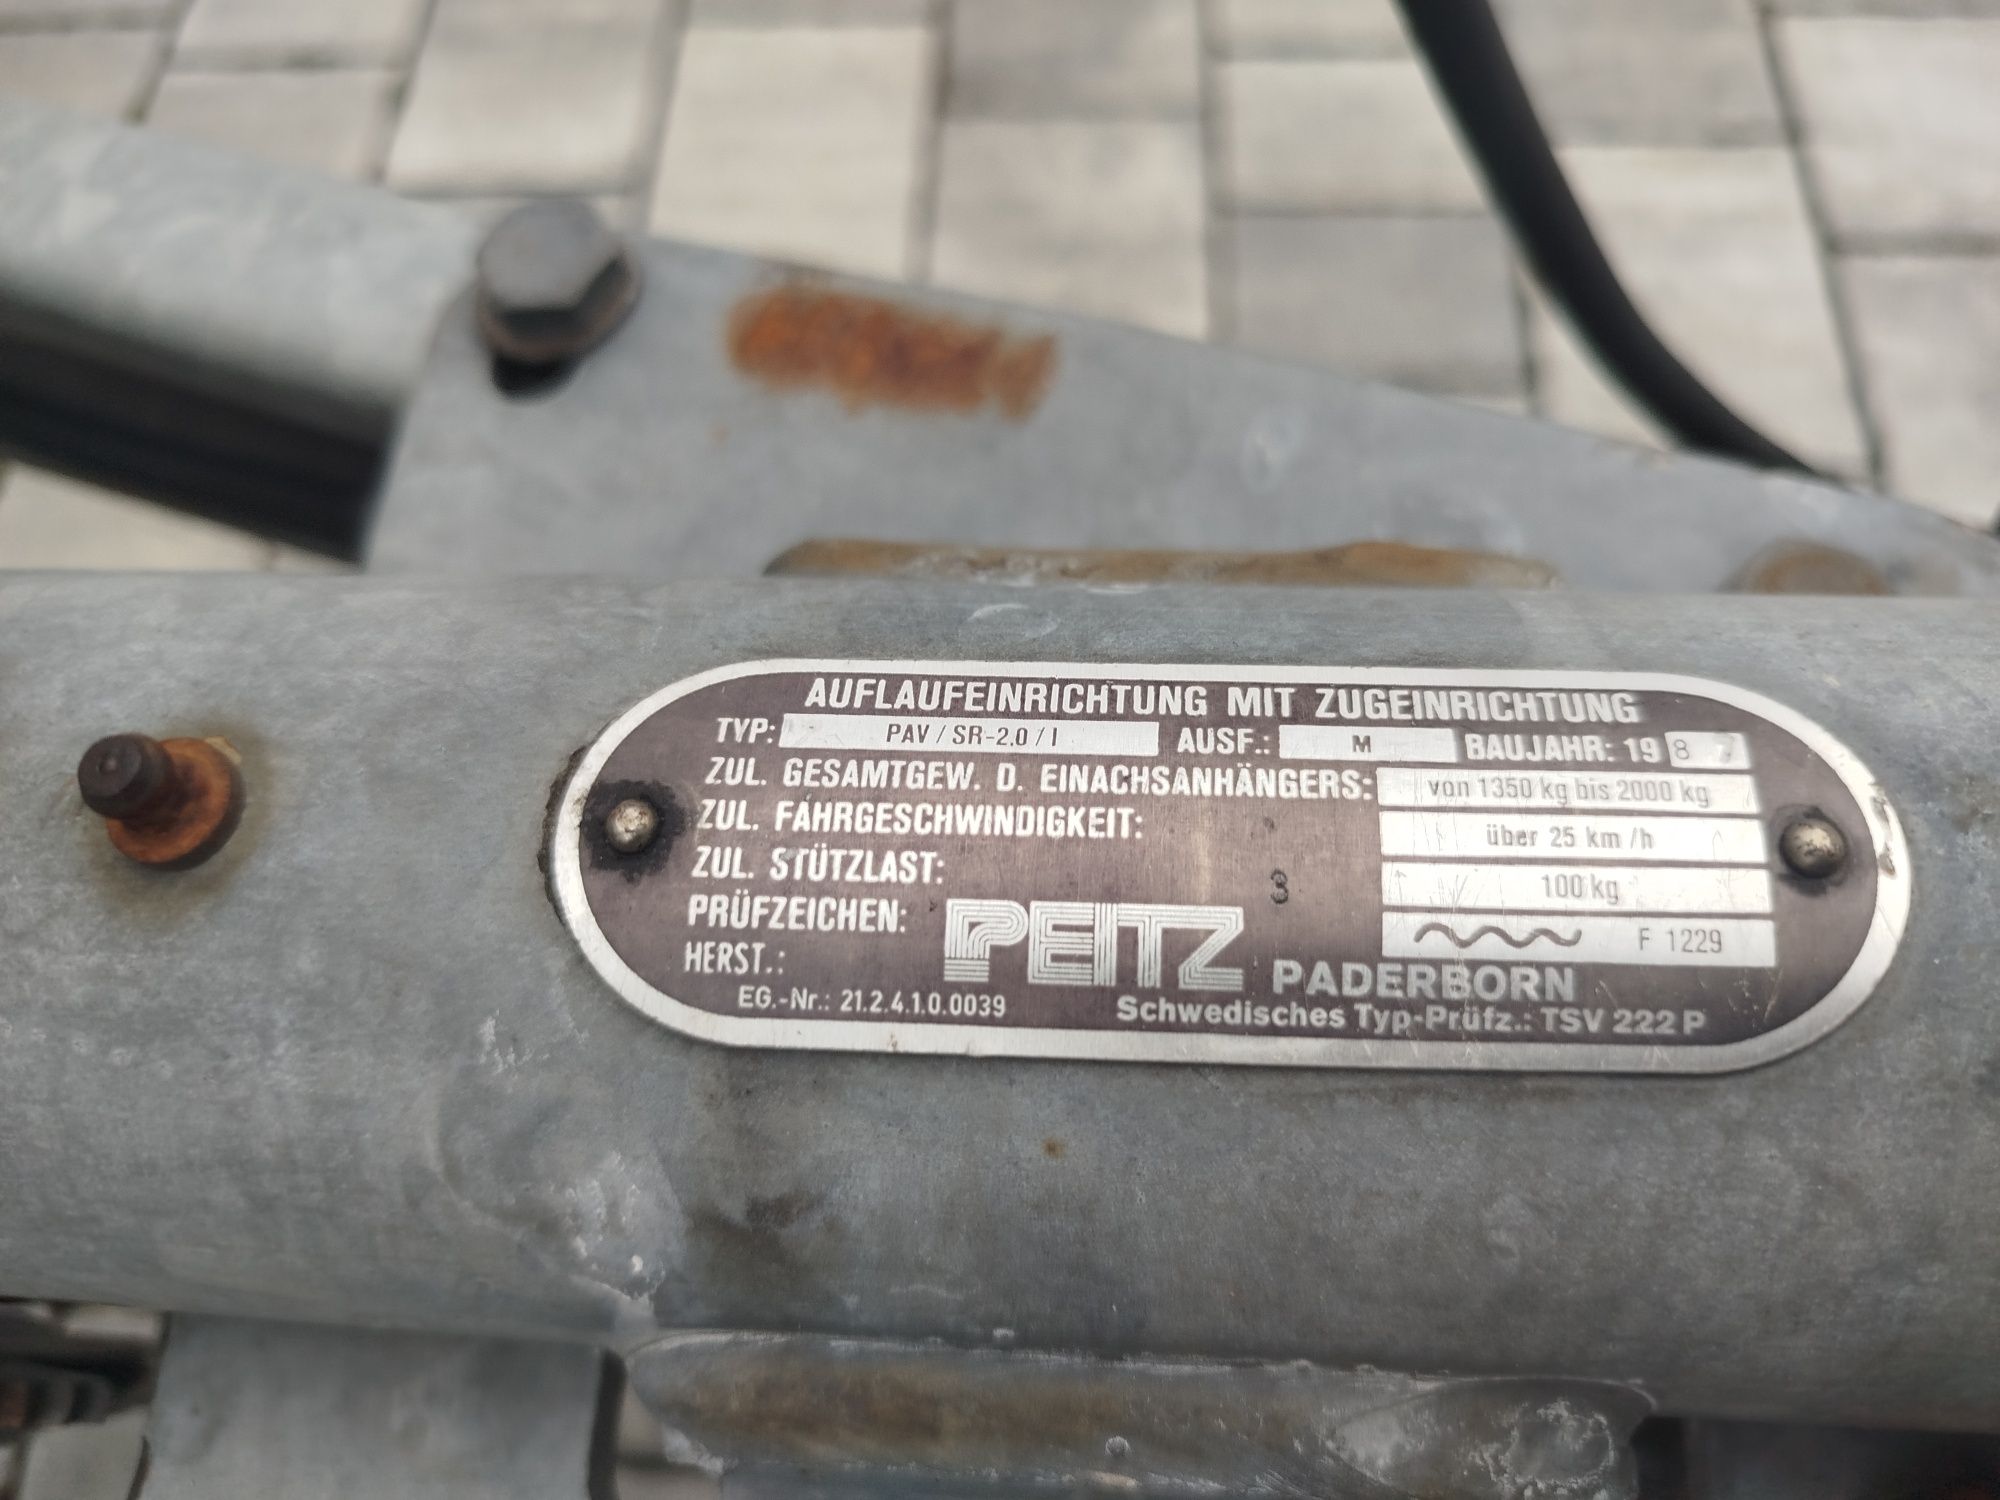 AUFLAUFEINRICHTUNG MIT ZUGEINRICHTUNG
TYP: PAV / SR-2.0 / I AUSF.: M BAUJAHR: 19 8 7
ZUL. GESAMTGEW. D. EINACHSANHÄNGERS: von 1350 kg bis 2000 kg
ZUL. FAHRGESCHWINDIGKEIT: über 25 km /h
ZUL. STÜTZLAST: 100 kg
3
PRÜFZEICHEN: F 1229
HERST.: PEITZ PADERBORN
EG.-Nr.: 21.2.4.1.0.0039 Schwedisches Typ-Prüfz.: TSV 222 P